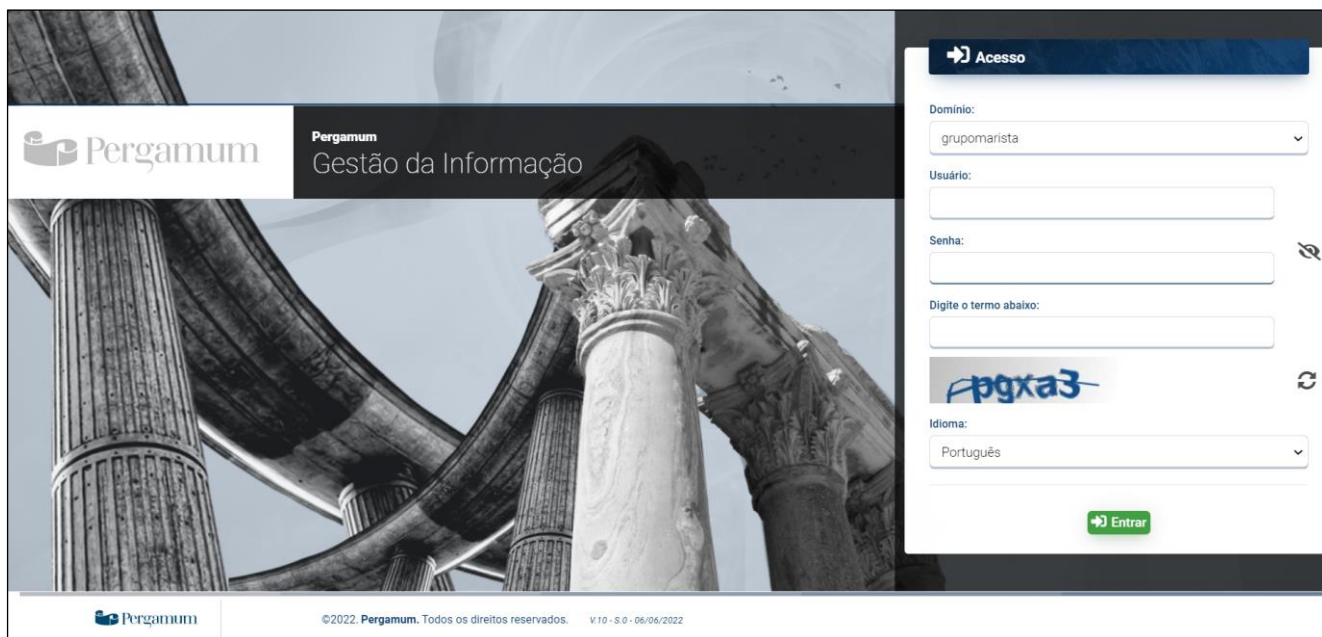 Pergamum
Pergamum
Gestão da Informação
Acesso
Domínio:
grupomarista
Usuário:
Senha:
Digite o termo abaixo:
pgxa3
Idioma:
Português
Entrar
Pergamum
©2022. Pergamum. Todos os direitos reservados. V.10 - S.0 - 06/06/2022